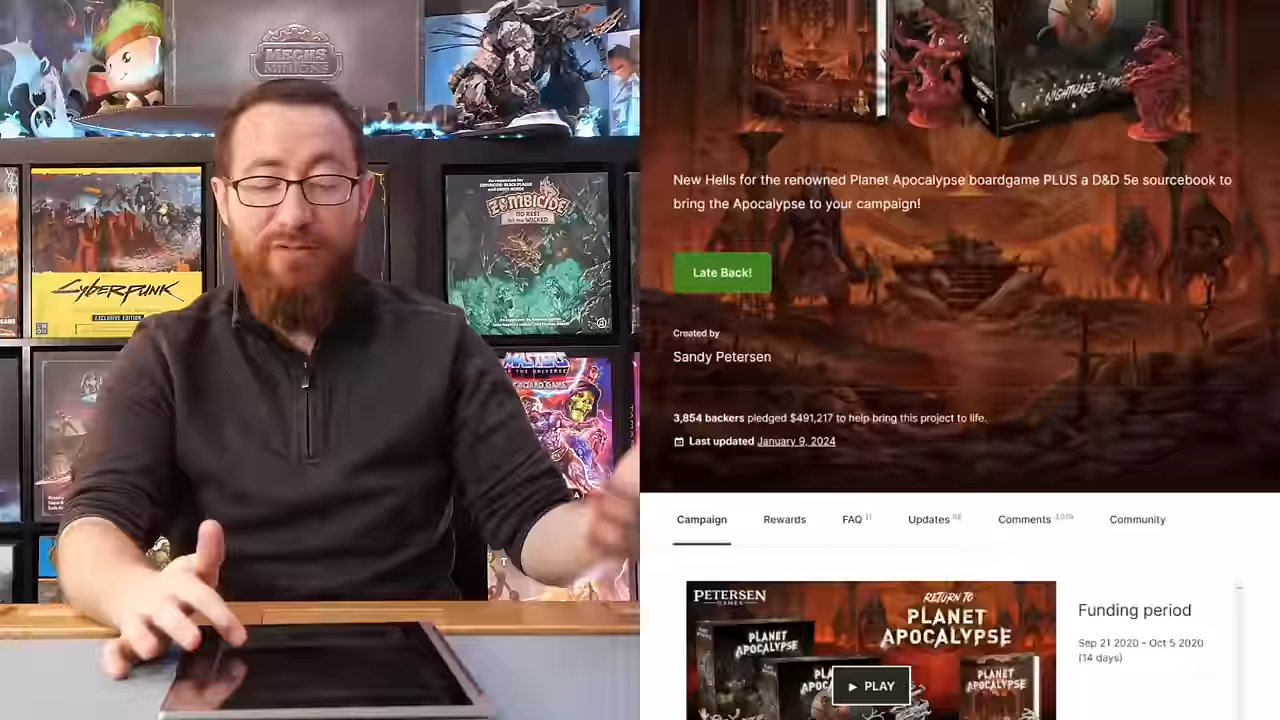 MECHS
VS
MINIONS
CYBERPUNK
EXCLUSIVE EDITION
ZOMBICIDE
NO REST
FOR THE WICKED
MASTERS
OF THE UNIVERSE
BOARD GAME
NIGHTMARE
New Hells for the renowned Planet Apocalypse boardgame PLUS a D&D 5e sourcebook to
bring the Apocalypse to your campaign!
Late Back!
Created by
Sandy Petersen
3,854 backers pledged $491,217 to help bring this project to life.
Last updated January 9, 2024
Campaign
Rewards
FAQ 11
Updates
Comments
Community
PETERSEN
GAMES
RETURN TO
PLANET
APOCALYPSE
PLANET
APOCALYPSE
PLAY
PLANET
APOCALYPSE
Funding period
Sep 21 2020 - Oct 5 2020
(14 days)